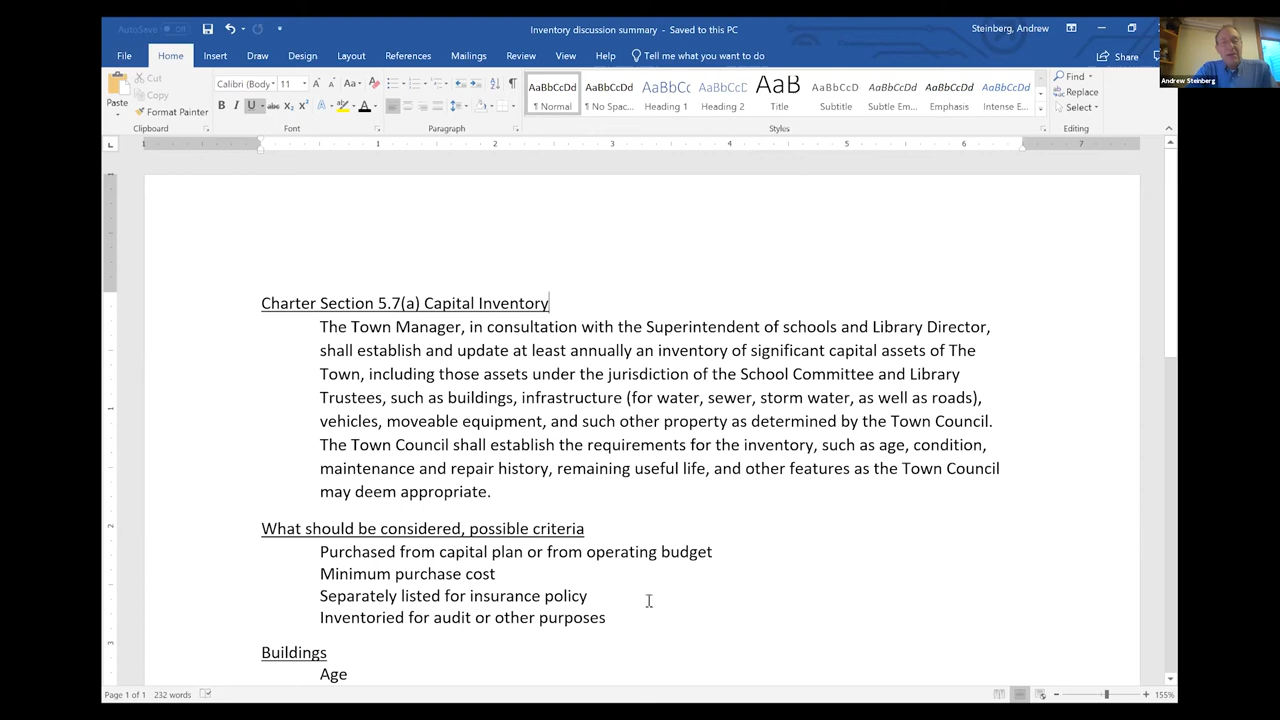 AutoSave Off
Inventory discussion summary - Saved to this PC
Steinberg, Andrew
File Home Insert Draw Design Layout References Mailings Review View Help Tell me what you want to do
Share
Andrew Steinberg
Paste
Cut
Copy
Format Painter
Calibri (Body 11
AaBbCcDd AaBbCcDd AaBbCc AaBbCcD AaB AaBbCcD AaBbCcDd AaBbCcDd AaBbCcDd
¶ Normal ¶ No Spac... Heading 1 Heading 2 Title Subtitle Subtle Em... Emphasis Intense E...
Find
Replace
Select
Clipboard Font Paragraph Styles Editing
1 1 2 3 4 5 6 7
Charter Section 5.7(a) Capital Inventory
The Town Manager, in consultation with the Superintendent of schools and Library Director,
shall establish and update at least annually an inventory of significant capital assets of The
Town, including those assets under the jurisdiction of the School Committee and Library
Trustees, such as buildings, infrastructure (for water, sewer, storm water, as well as roads),
vehicles, moveable equipment, and such other property as determined by the Town Council.
The Town Council shall establish the requirements for the inventory, such as age, condition,
maintenance and repair history, remaining useful life, and other features as the Town Council
may deem appropriate.
What should be considered, possible criteria
Purchased from capital plan or from operating budget
Minimum purchase cost
Separately listed for insurance policy
Inventoried for audit or other purposes
Buildings
Age
Page 1 of 1 232 words
155%